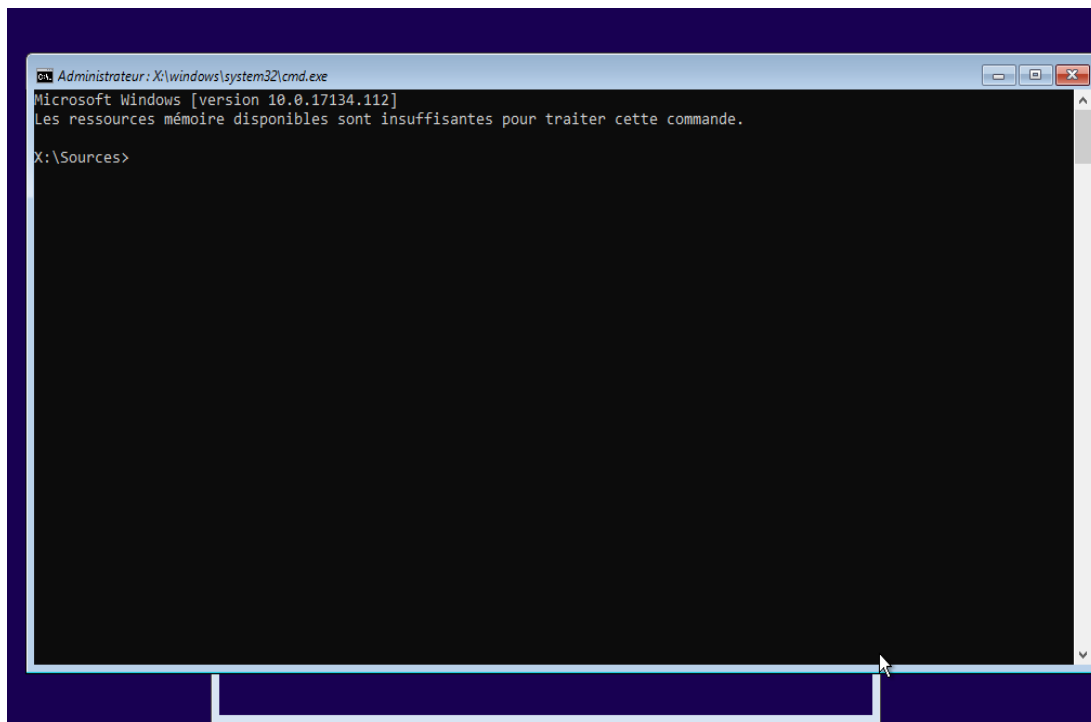 Administrateur : X:\windows\system32\cmd.exe
Microsoft Windows [version 10.0.17134.112]
Les ressources mémoire disponibles sont insuffisantes pour traiter cette commande.
X:\Sources>